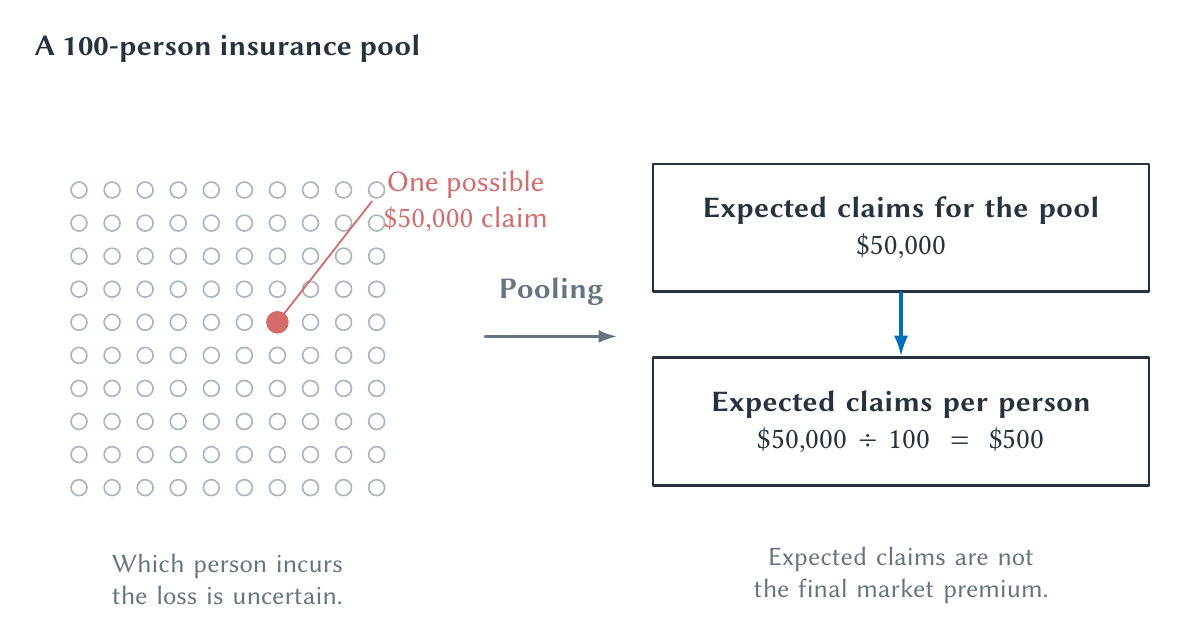 A 100-person insurance pool
One possible
$50,000 claim
Pooling
Expected claims for the pool
$50,000
Expected claims per person
$50,000 ÷ 100 = $500
Which person incurs
the loss is uncertain.
Expected claims are not
the final market premium.